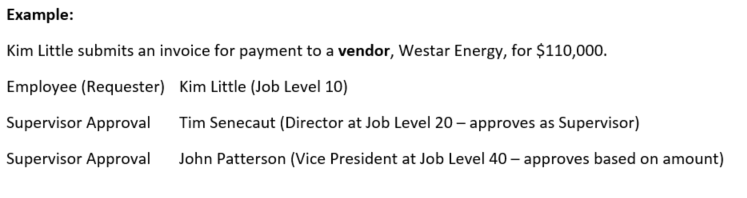 Example:
Kim Little submits an invoice for payment to a vendor, Westar Energy, for $110,000.
Employee (Requester) Kim Little (Job Level 10)
Supervisor Approval Tim Senecaut (Director at Job Level 20 – approves as Supervisor)
Supervisor Approval John Patterson (Vice President at Job Level 40 – approves based on amount)